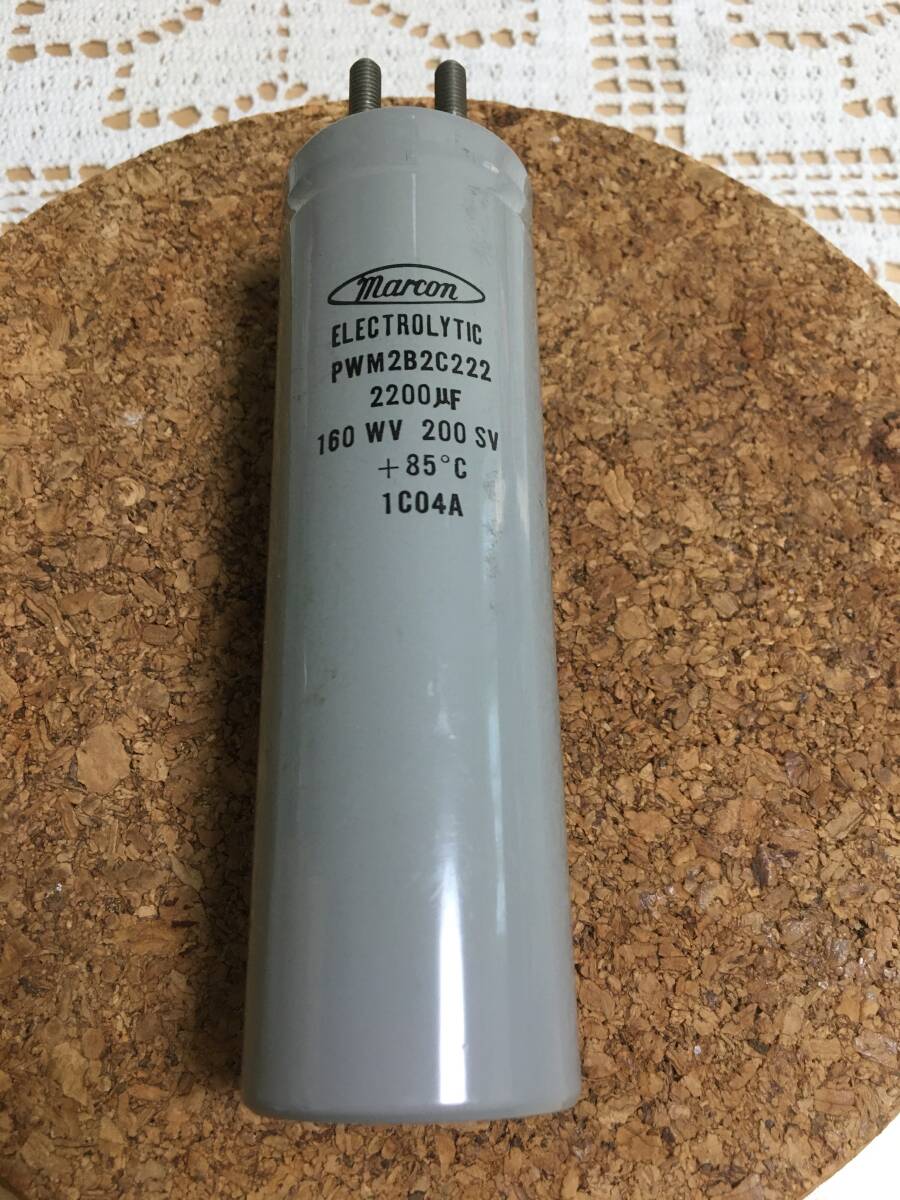 Marcon
ELECTROLYTIC
PWM2B2C222
2200μF
160 WV 200 SV
+85°C
1C04A